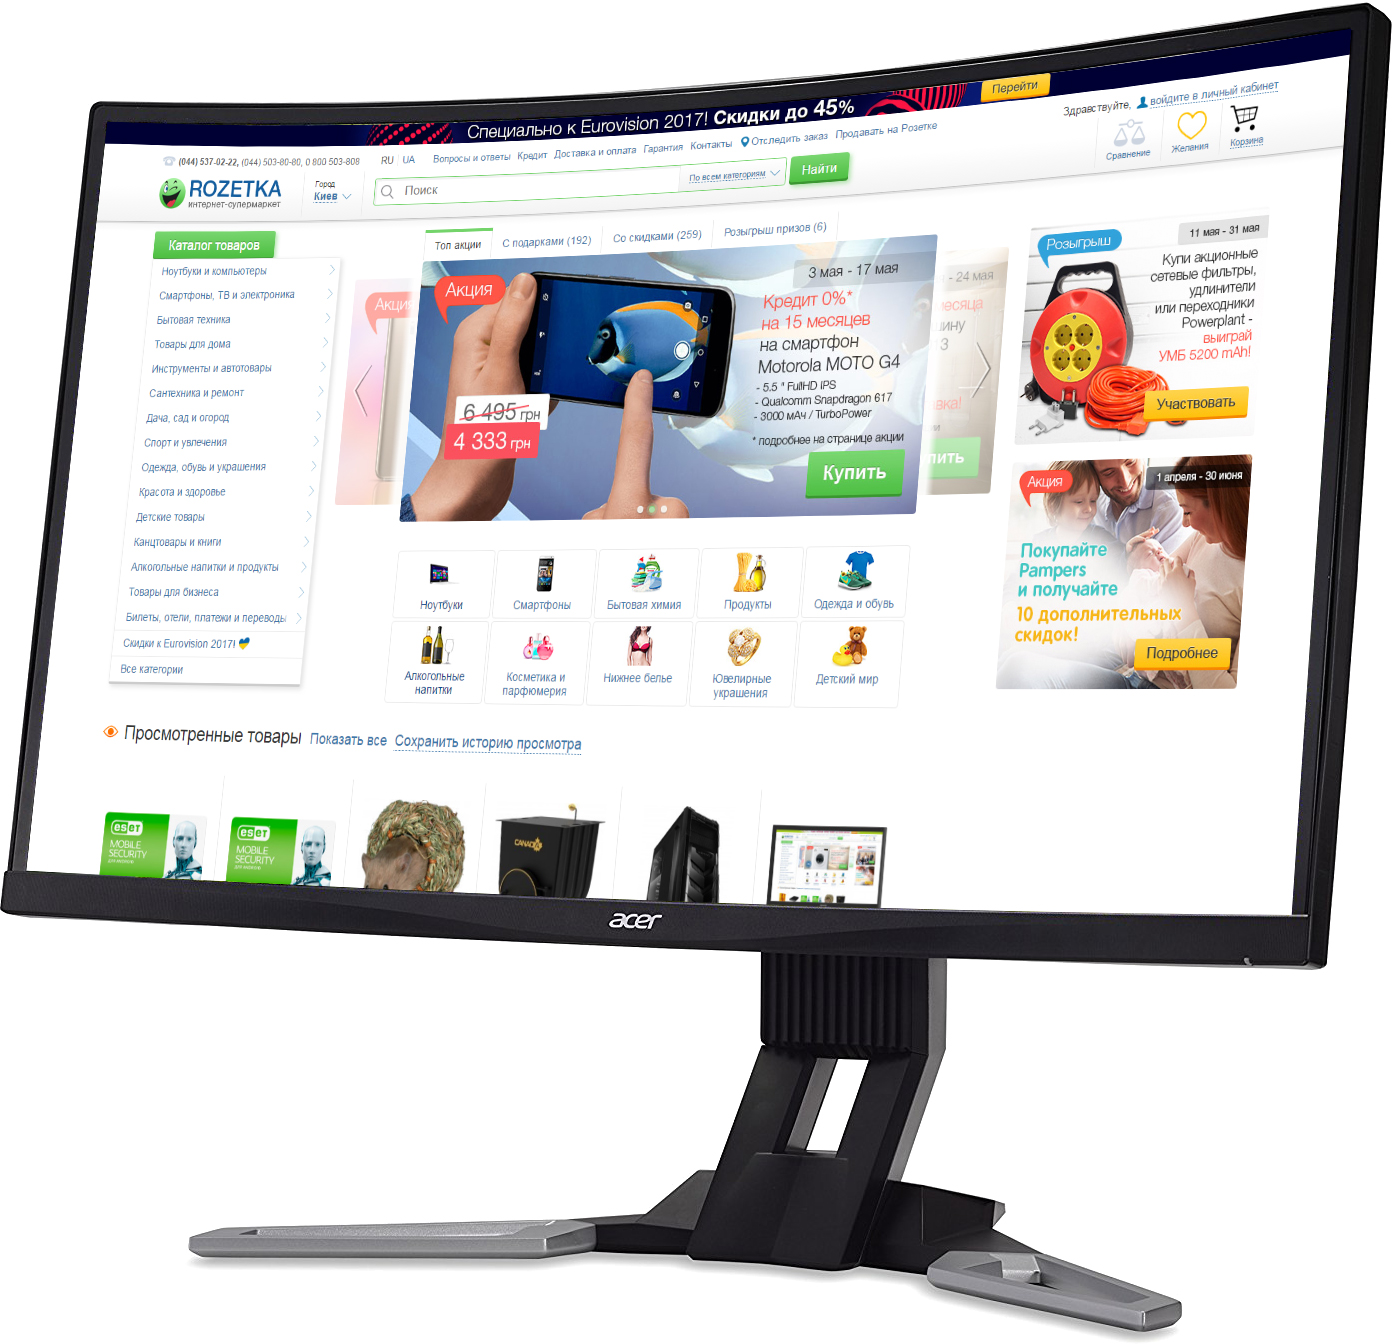 Специально к Eurovision 2017! Скидки до 45%
Перейти
(044) 537-02-22, (044) 503-80-80, 0 800 503-808
RU UA
Вопросы и ответы Кредит Доставка и оплата Гарантия Контакты Отследить заказ Продавать на Розетке
Здравствуйте, войдите в личный кабинет
ROZETKA
интернет-супермаркет
Город
Киев
Поиск
По всем категориям
Найти
Сравнение
Желания
Корзина
Каталог товаров
Ноутбуки и компьютеры
Смартфоны, ТВ и электроника
Бытовая техника
Товары для дома
Инструменты и автотовары
Сантехника и ремонт
Дача, сад и огород
Спорт и увлечения
Одежда, обувь и украшения
Красота и здоровье
Детские товары
Канцтовары и книги
Алкогольные напитки и продукты
Товары для бизнеса
Билеты, отели, платежи и переводы
Скидки к Eurovision 2017!
Все категории
Топ акции
С подарками (192)
Со скидками (259)
Розыгрыш призов (6)
Акция
Акция
3 мая - 17 мая
Кредит 0%*
на 15 месяцев
на смартфон
Motorola MOTO G4
- 5.5 " FullHD IPS
- Qualcomm Snapdragon 617
- 3000 мАч / TurboPower
* подробнее на странице акции
6 495 грн
4 333 грн
Купить
- 24 мая
месяца
3
Розыгрыш
11 мая - 31 мая
Купи акционные
сетевые фильтры,
удлинители
или переходники
Powerplant -
выиграй
УМБ 5200 mAh!
Участвовать
Акция
1 апреля - 30 июня
Покупайте
Pampers
и получайте
10 дополнительных
скидок!
Подробнее
Ноутбуки
Смартфоны
Бытовая химия
Продукты
Одежда и обувь
Алкогольные
напитки
Косметика и
парфюмерия
Нижнее белье
Ювелирные
украшения
Детский мир
Просмотренные товары Показать все Сохранить историю просмотра
eset
MOBILE
SECURITY
eset
MOBILE
SECURITY
CANADA
acer